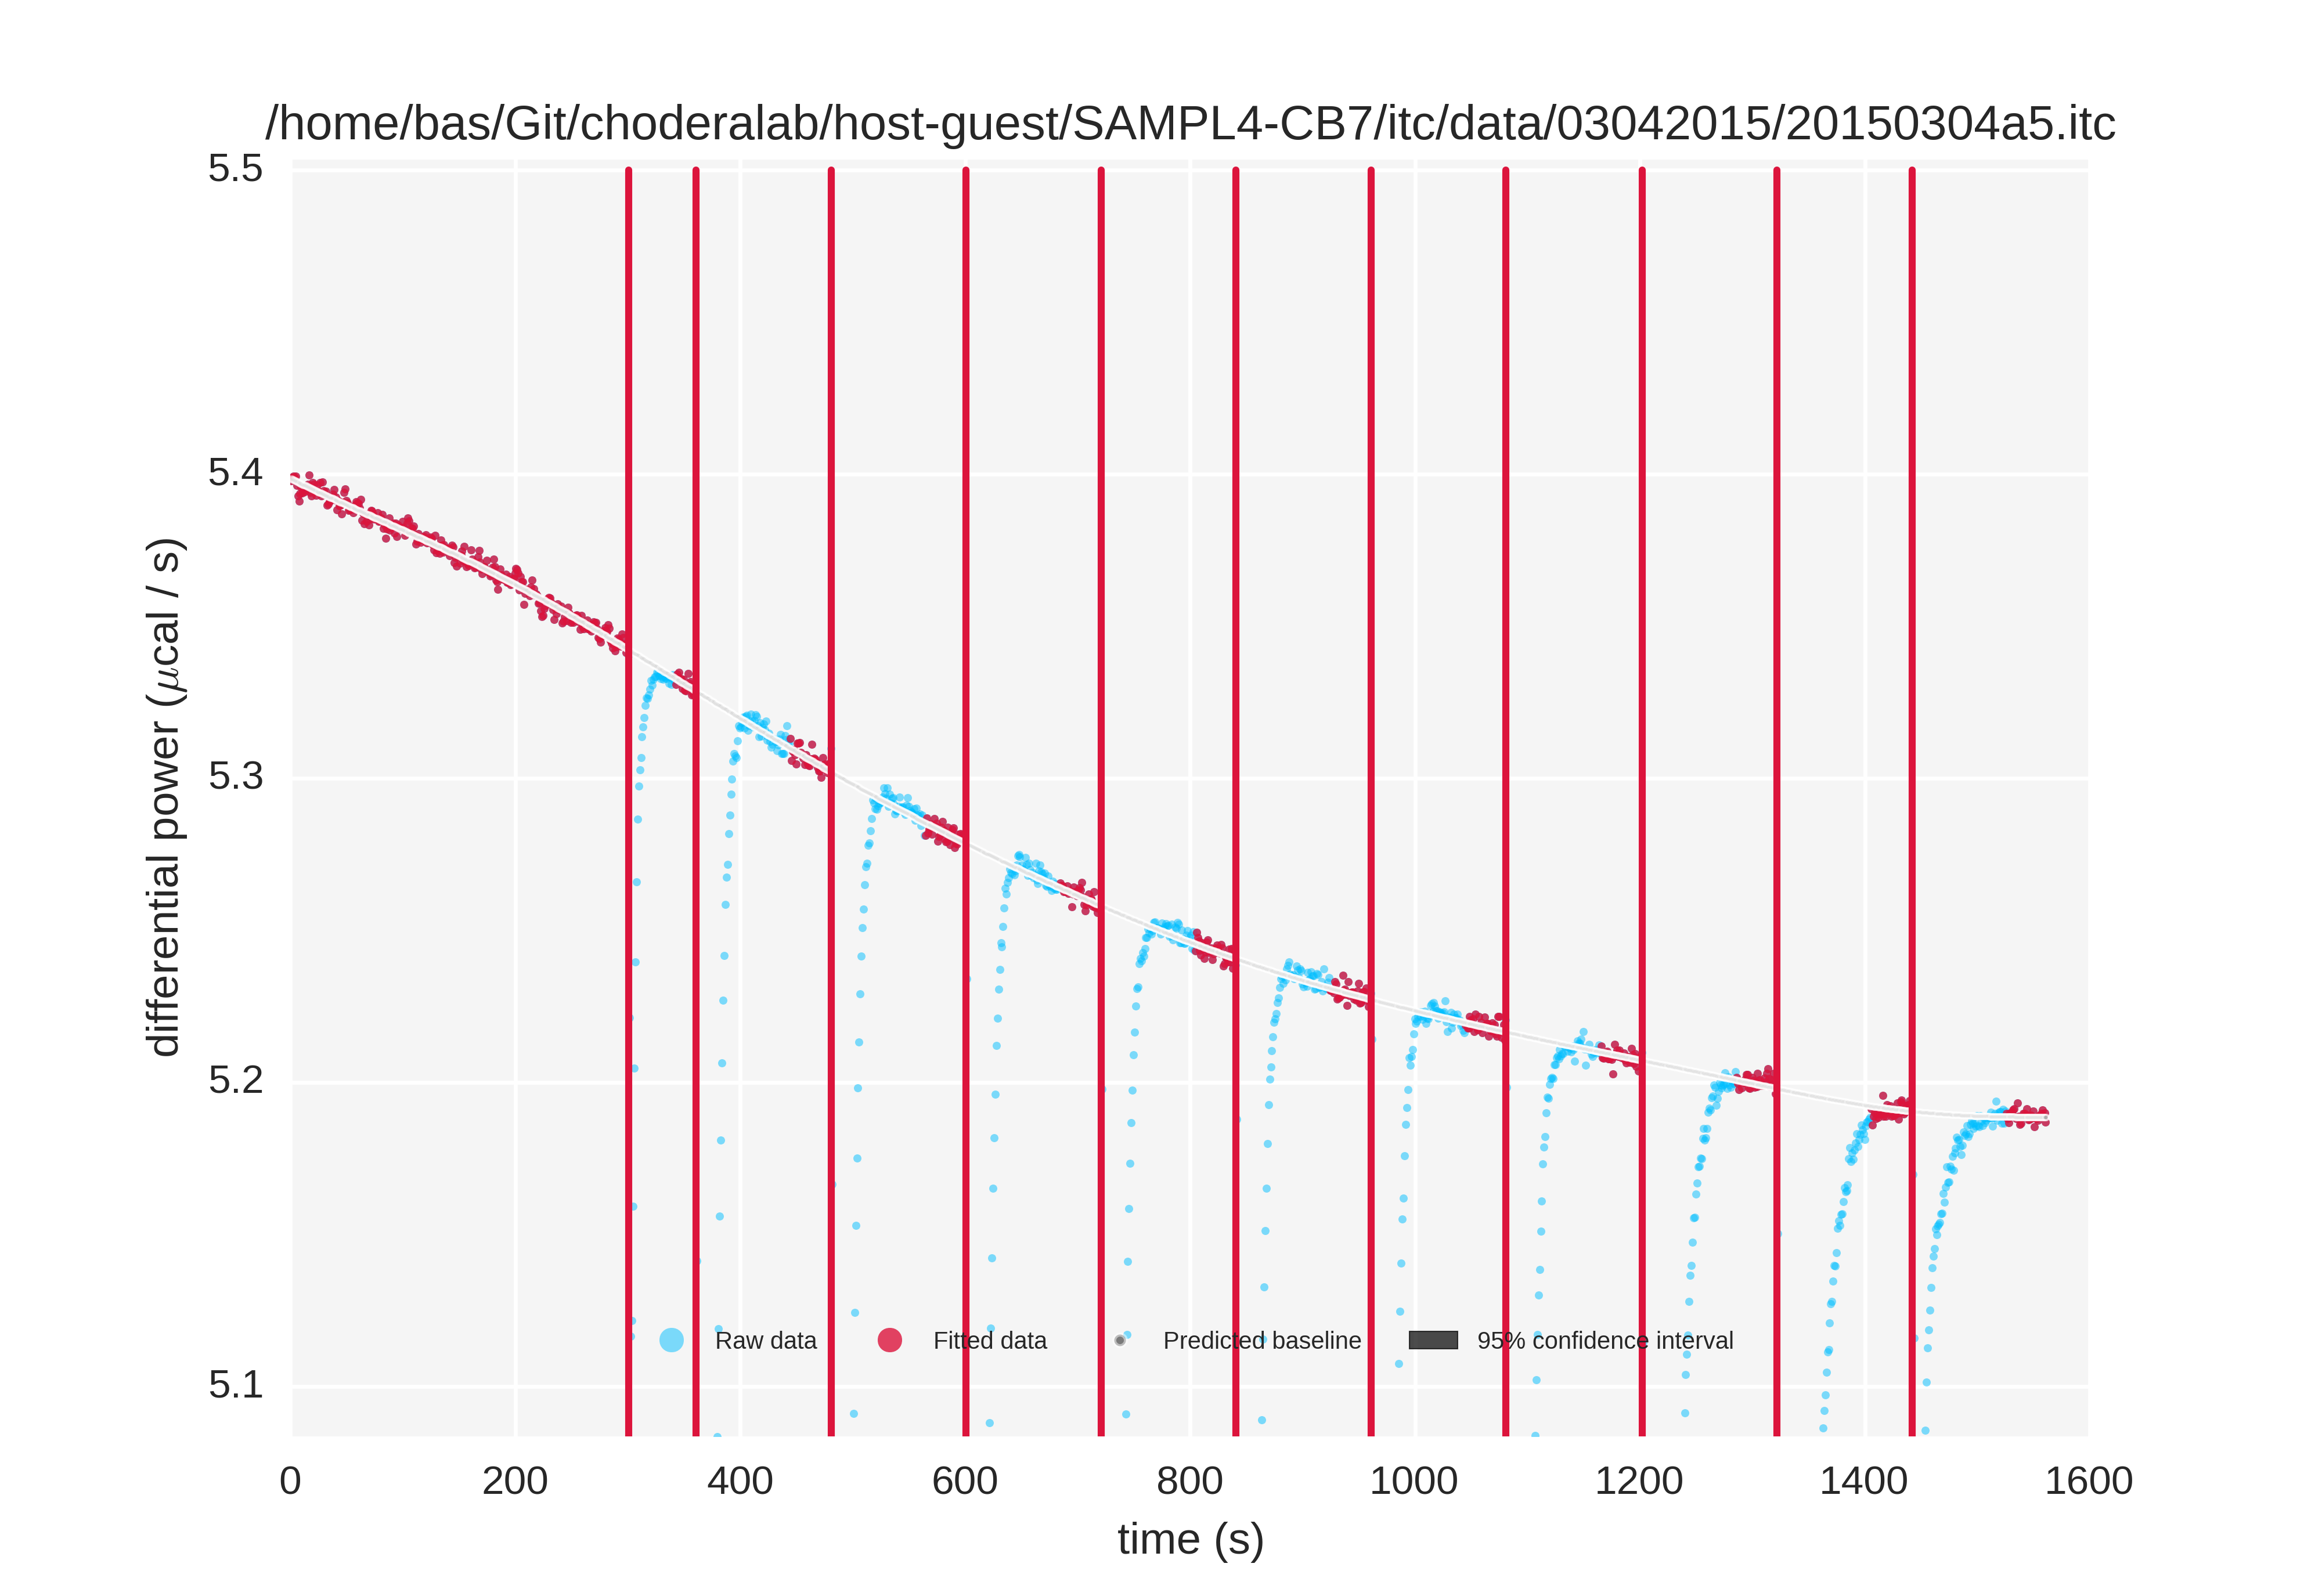 /home/bas/Git/choderalab/host-guest/SAMPL4-CB7/itc/data/03042015/20150304a5.itc
5.5
5.4
5.3
5.2
5.1
differential power (μcal / s)
Raw data Fitted data Predicted baseline 95% confidence interval
0 200 400 600 800 1000 1200 1400 1600
time (s)